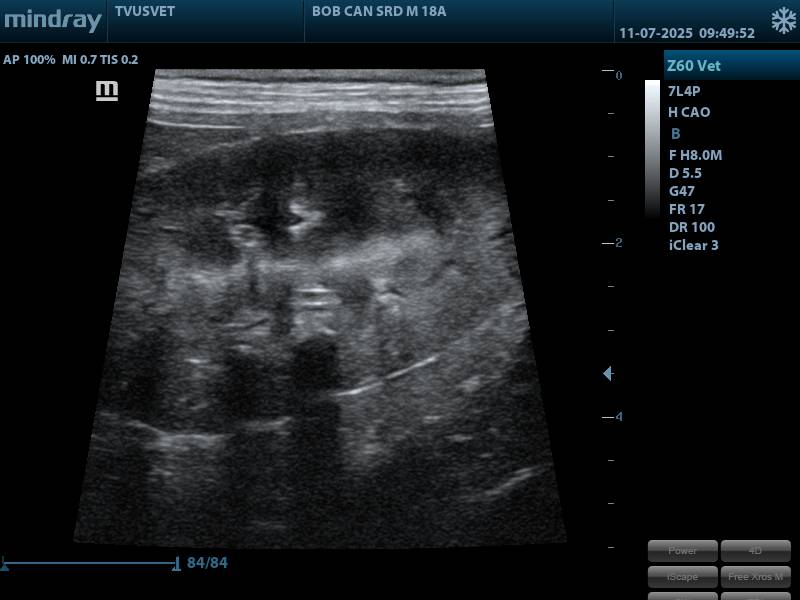 mindray
TVUSVET
BOB CAN SRD M 18A
11-07-2025 09:49:52
AP 100% MI 0.7 TIS 0.2
m
Z60 Vet
7L4P
H CAO
B
F H8.0M
D 5.5
G47
FR 17
DR 100
iClear 3
0
2
4
84/84
Power
4D
iScape
Free Xros M